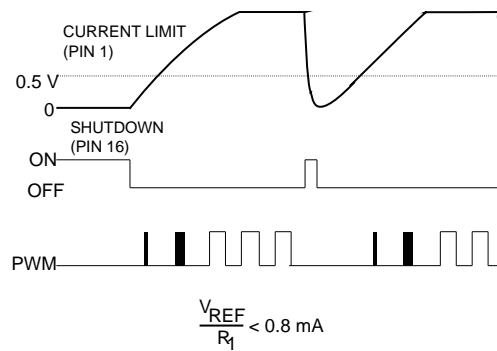 CURRENT LIMIT
(PIN 1)
0.5 V
0
SHUTDOWN
(PIN 16)
ON
OFF
PWM
V_REF
R_1
< 0.8 mA